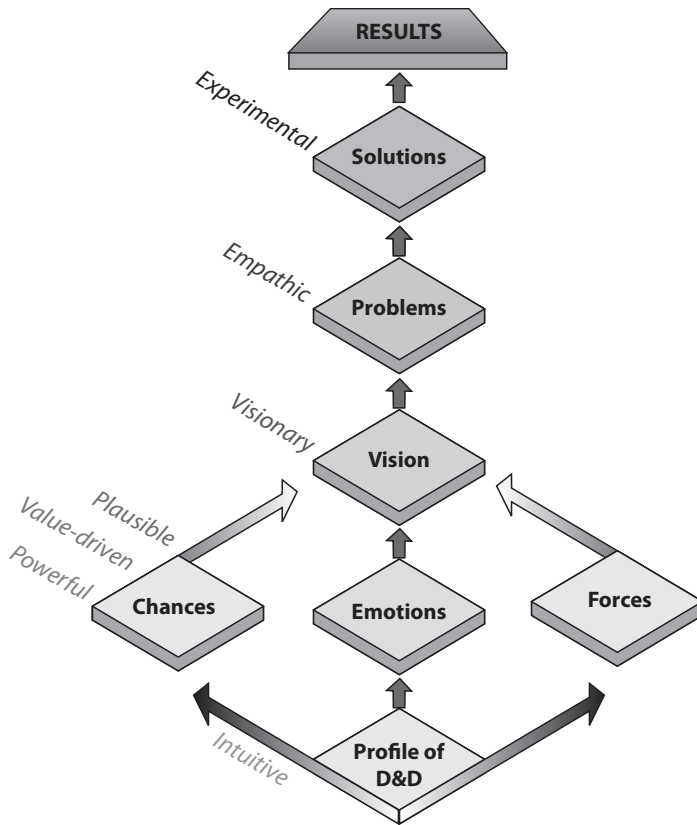 RESULTS
Experimental
Solutions
Empathic
Problems
Visionary
Vision
Plausible
Value-driven
Powerful
Chances
Emotions
Forces
Intuitive
Profile of
D&D